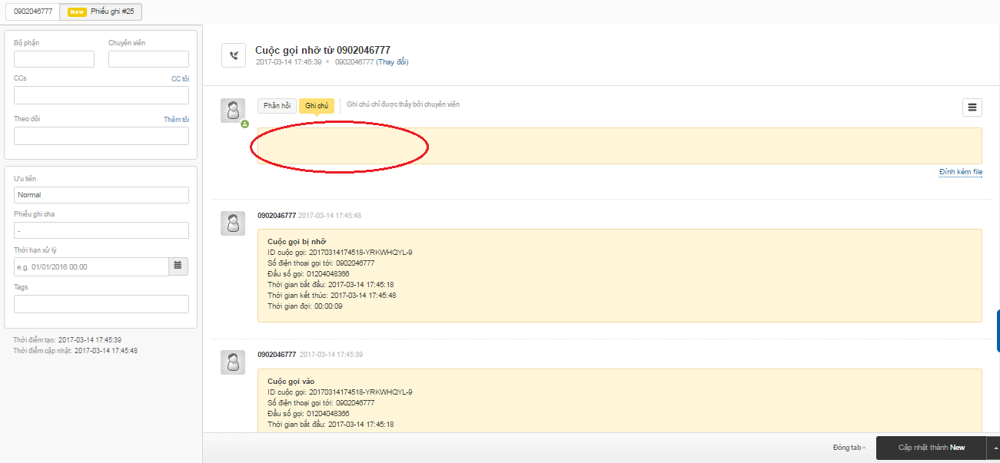 0902046777 New Phiếu ghi #25
Bộ phận Chuyên viên
CCs CC tôi
Theo dõi Thêm tôi
Ưu tiên
Normal
Phiếu ghi cha
-
Thời hạn xử lý
e.g. 01/01/2016 00:00
Tags
Thời điểm tạo: 2017-03-14 17:45:39
Thời điểm cập nhật: 2017-03-14 17:45:48
Cuộc gọi nhỡ từ 0902046777
2017-03-14 17:45:39 • 0902046777 (Thay đổi)
Phản hồi Ghi chú Ghi chú chỉ được thấy bởi chuyên viên
Đính kèm file
0902046777 2017-03-14 17:45:48
Cuộc gọi bị nhỡ
ID cuộc gọi: 20170314174518-YRKWHQYL-9
Số điện thoại gọi tới: 0902046777
Đầu số gọi: 01204048366
Thời gian bắt đầu: 2017-03-14 17:45:18
Thời gian kết thúc: 2017-03-14 17:45:48
Thời gian đợi: 00:00:09
0902046777 2017-03-14 17:45:39
Cuộc gọi vào
ID cuộc gọi: 20170314174518-YRKWHQYL-9
Số điện thoại gọi tới: 0902046777
Đầu số gọi: 01204048366
Thời gian bắt đầu: 2017-03-14 17:45:18
Đóng tab Cập nhật thành New